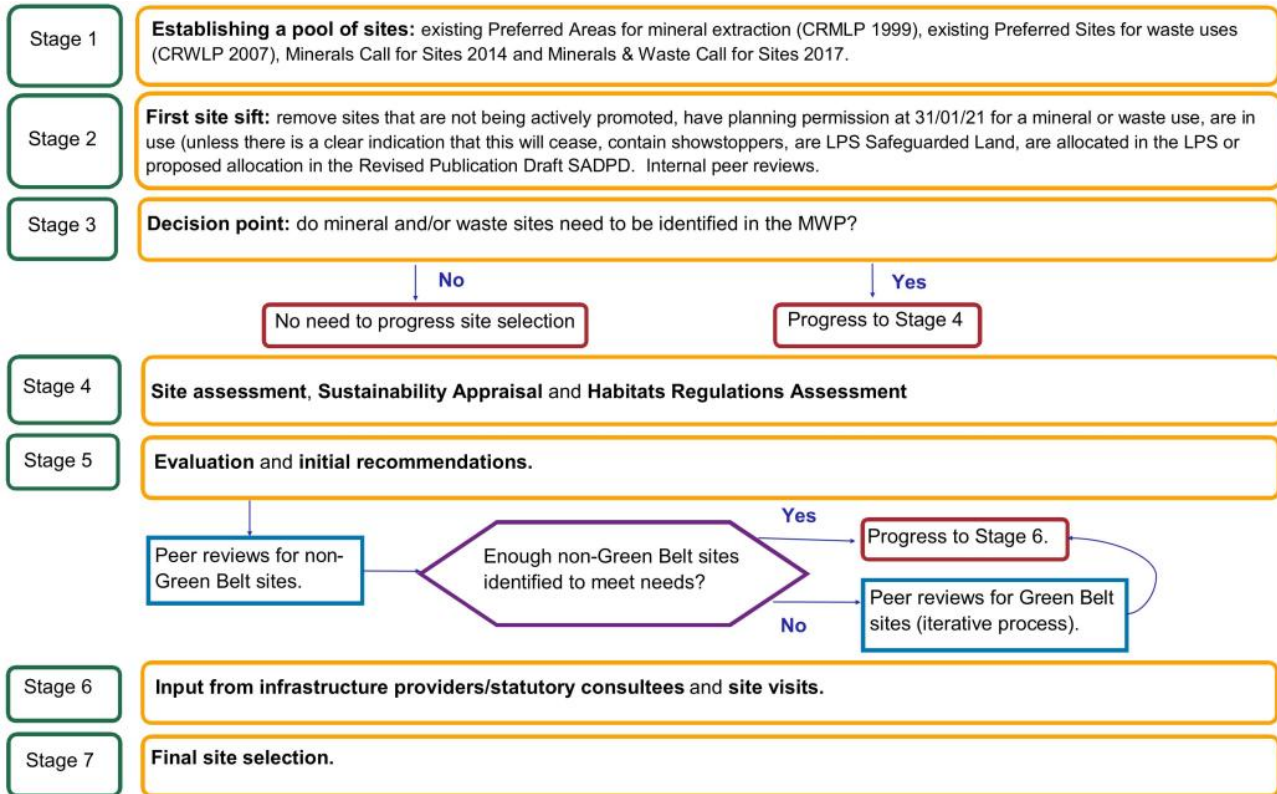 Stage 1
Establishing a pool of sites: existing Preferred Areas for mineral extraction (CRMLP 1999), existing Preferred Sites for waste uses
(CRWLP 2007), Minerals Call for Sites 2014 and Minerals & Waste Call for Sites 2017.
Stage 2
First site sift: remove sites that are not being actively promoted, have planning permission at 31/01/21 for a mineral or waste use, are in
use (unless there is a clear indication that this will cease, contain showstoppers, are LPS Safeguarded Land, are allocated in the LPS or
proposed allocation in the Revised Publication Draft SADPD. Internal peer reviews.
Stage 3
Decision point: do mineral and/or waste sites need to be identified in the MWP?
No
Yes
No need to progress site selection
Progress to Stage 4
Stage 4
Site assessment, Sustainability Appraisal and Habitats Regulations Assessment
Stage 5
Evaluation and initial recommendations.
Peer reviews for non-
Green Belt sites.
Enough non-Green Belt sites
identified to meet needs?
Yes
Progress to Stage 6.
No
Peer reviews for Green Belt
sites (iterative process).
Stage 6
Input from infrastructure providers/statutory consultees and site visits.
Stage 7
Final site selection.